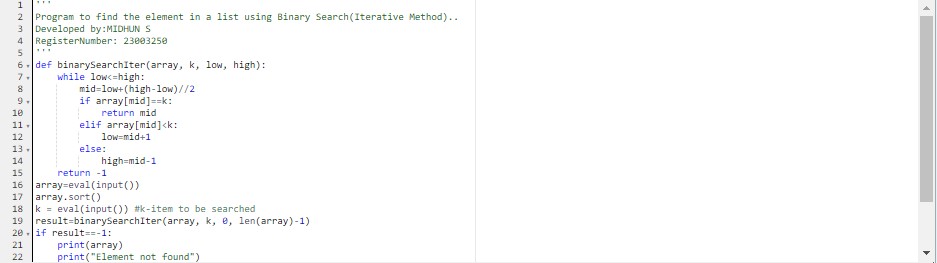 1 '''
2 Program to find the element in a list using Binary Search(Iterative Method)..
3 Developed by:MIDHUN S
4 RegisterNumber: 23003250
5 '''
6 def binarySearchIter(array, k, low, high):
7     while low<=high:
8         mid=low+(high-low)//2
9         if array[mid]==k:
10             return mid
11         elif array[mid]<k:
12             low=mid+1
13         else:
14             high=mid-1
15     return -1
16 array=eval(input())
17 array.sort()
18 k = eval(input()) #k-item to be searched
19 result=binarySearchIter(array, k, 0, len(array)-1)
20 if result==-1:
21     print(array)
22     print("Element not found")